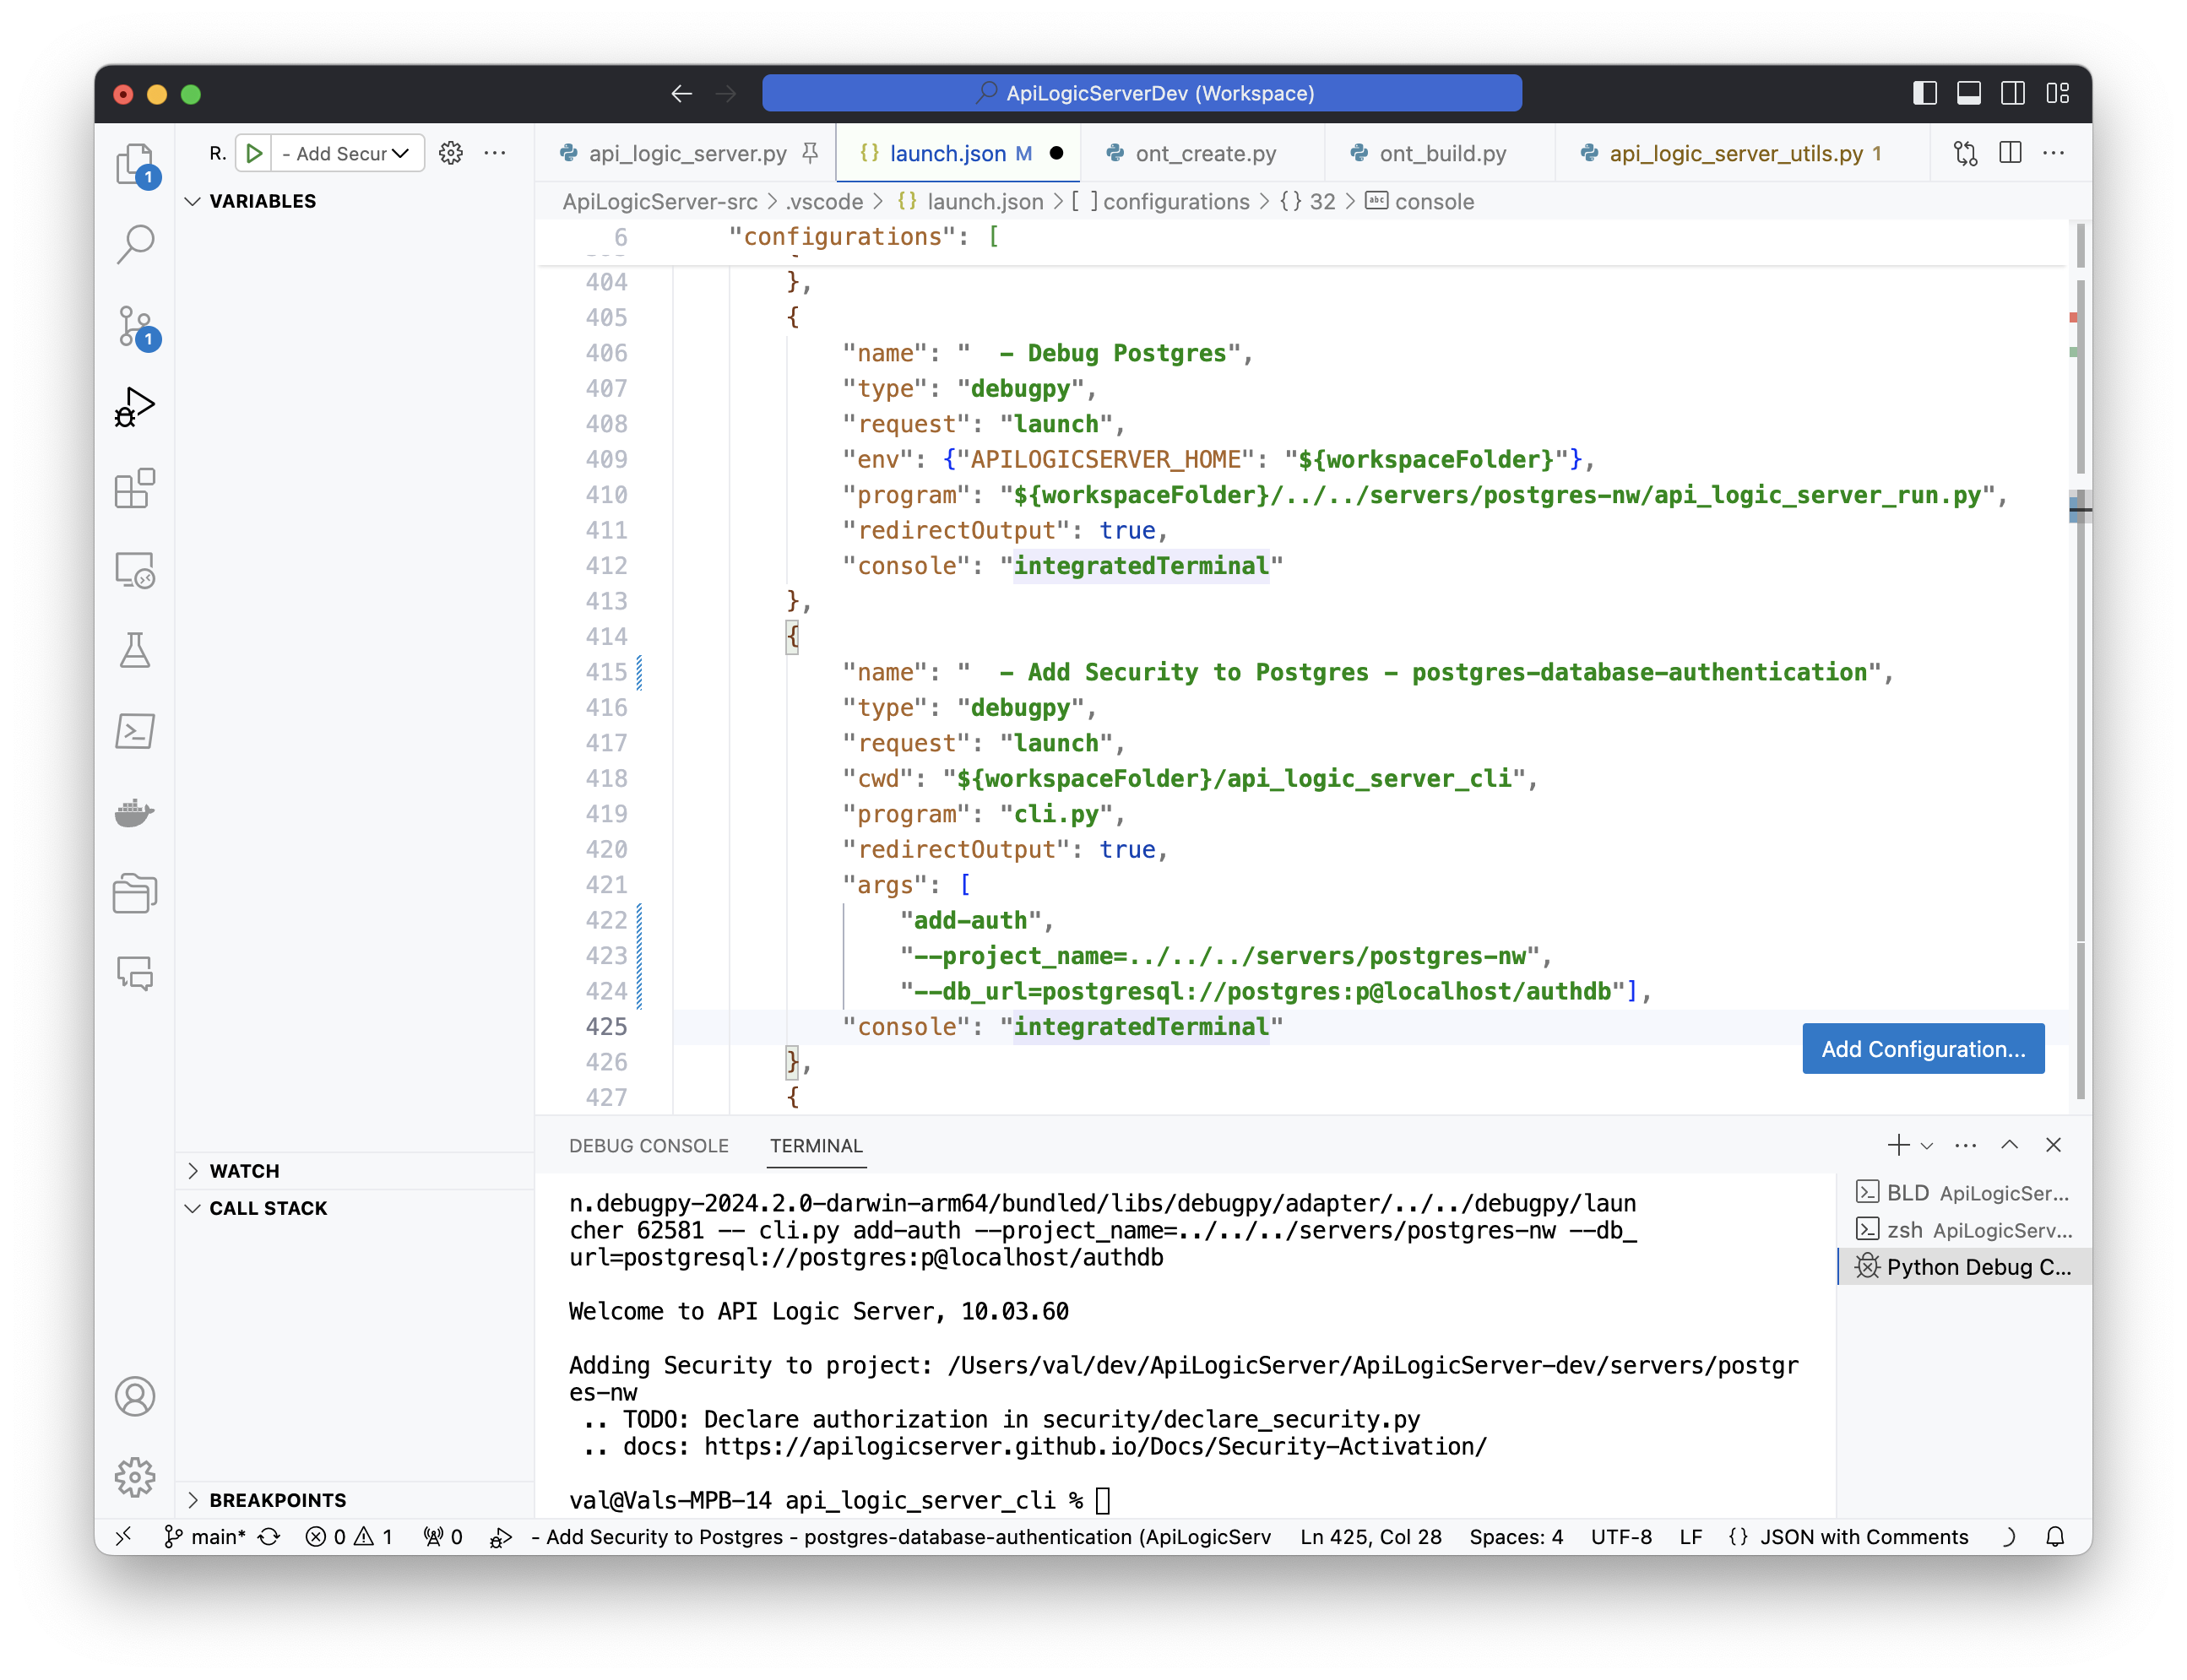 ApiLogicServerDev (Workspace)
R. - Add Secur
api_logic_server.py
launch.json M
ont_create.py
ont_build.py
api_logic_server_utils.py 1
VARIABLES
ApiLogicServer-src > .vscode > {} launch.json > [ ] configurations > {} 32 > abc console
6 "configurations": [
404 },
405 {
406 "name": "  - Debug Postgres",
407 "type": "debugpy",
408 "request": "launch",
409 "env": {"APILOGICSERVER_HOME": "${workspaceFolder}"},
410 "program": "${workspaceFolder}/../../servers/postgres-nw/api_logic_server_run.py",
411 "redirectOutput": true,
412 "console": "integratedTerminal"
413 },
414 {
415 "name": "  - Add Security to Postgres - postgres-database-authentication",
416 "type": "debugpy",
417 "request": "launch",
418 "cwd": "${workspaceFolder}/api_logic_server_cli",
419 "program": "cli.py",
420 "redirectOutput": true,
421 "args": [
422 "add-auth",
423 "--project_name=../../../servers/postgres-nw",
424 "--db_url=postgresql://postgres:p@localhost/authdb"],
425 "console": "integratedTerminal"
426 },
427 {
Add Configuration...
1
1
WATCH
CALL STACK
BREAKPOINTS
DEBUG CONSOLE
TERMINAL
n.debugpy-2024.2.0-darwin-arm64/bundled/libs/debugpy/adapter/../../debugpy/laun
cher 62581 -- cli.py add-auth --project_name=../../../servers/postgres-nw --db_
url=postgresql://postgres:p@localhost/authdb
Welcome to API Logic Server, 10.03.60
Adding Security to project: /Users/val/dev/ApiLogicServer/ApiLogicServer-dev/servers/postgr
es-nw
.. TODO: Declare authorization in security/declare_security.py
.. docs: https://apilogicserver.github.io/Docs/Security-Activation/
val@Vals-MPB-14 api_logic_server_cli %
BLD ApiLogicSer...
zsh ApiLogicServ...
Python Debug C...
main* 0 1 0 - Add Security to Postgres - postgres-database-authentication (ApiLogicServ Ln 425, Col 28 Spaces: 4 UTF-8 LF {} JSON with Comments